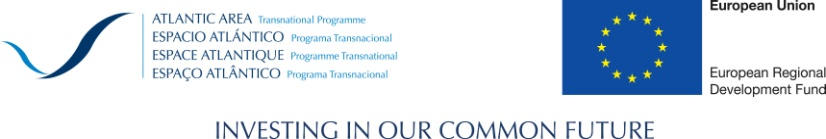 ATLANTIC AREA Transnational Programme
ESPACIO ATLÁNTICO Programa Transnacional
ESPACE ATLANTIQUE Programme Transnational
ESPAÇO ATLÂNTICO Programa Transnacional
European Union
European Regional
Development Fund
INVESTING IN OUR COMMON FUTURE